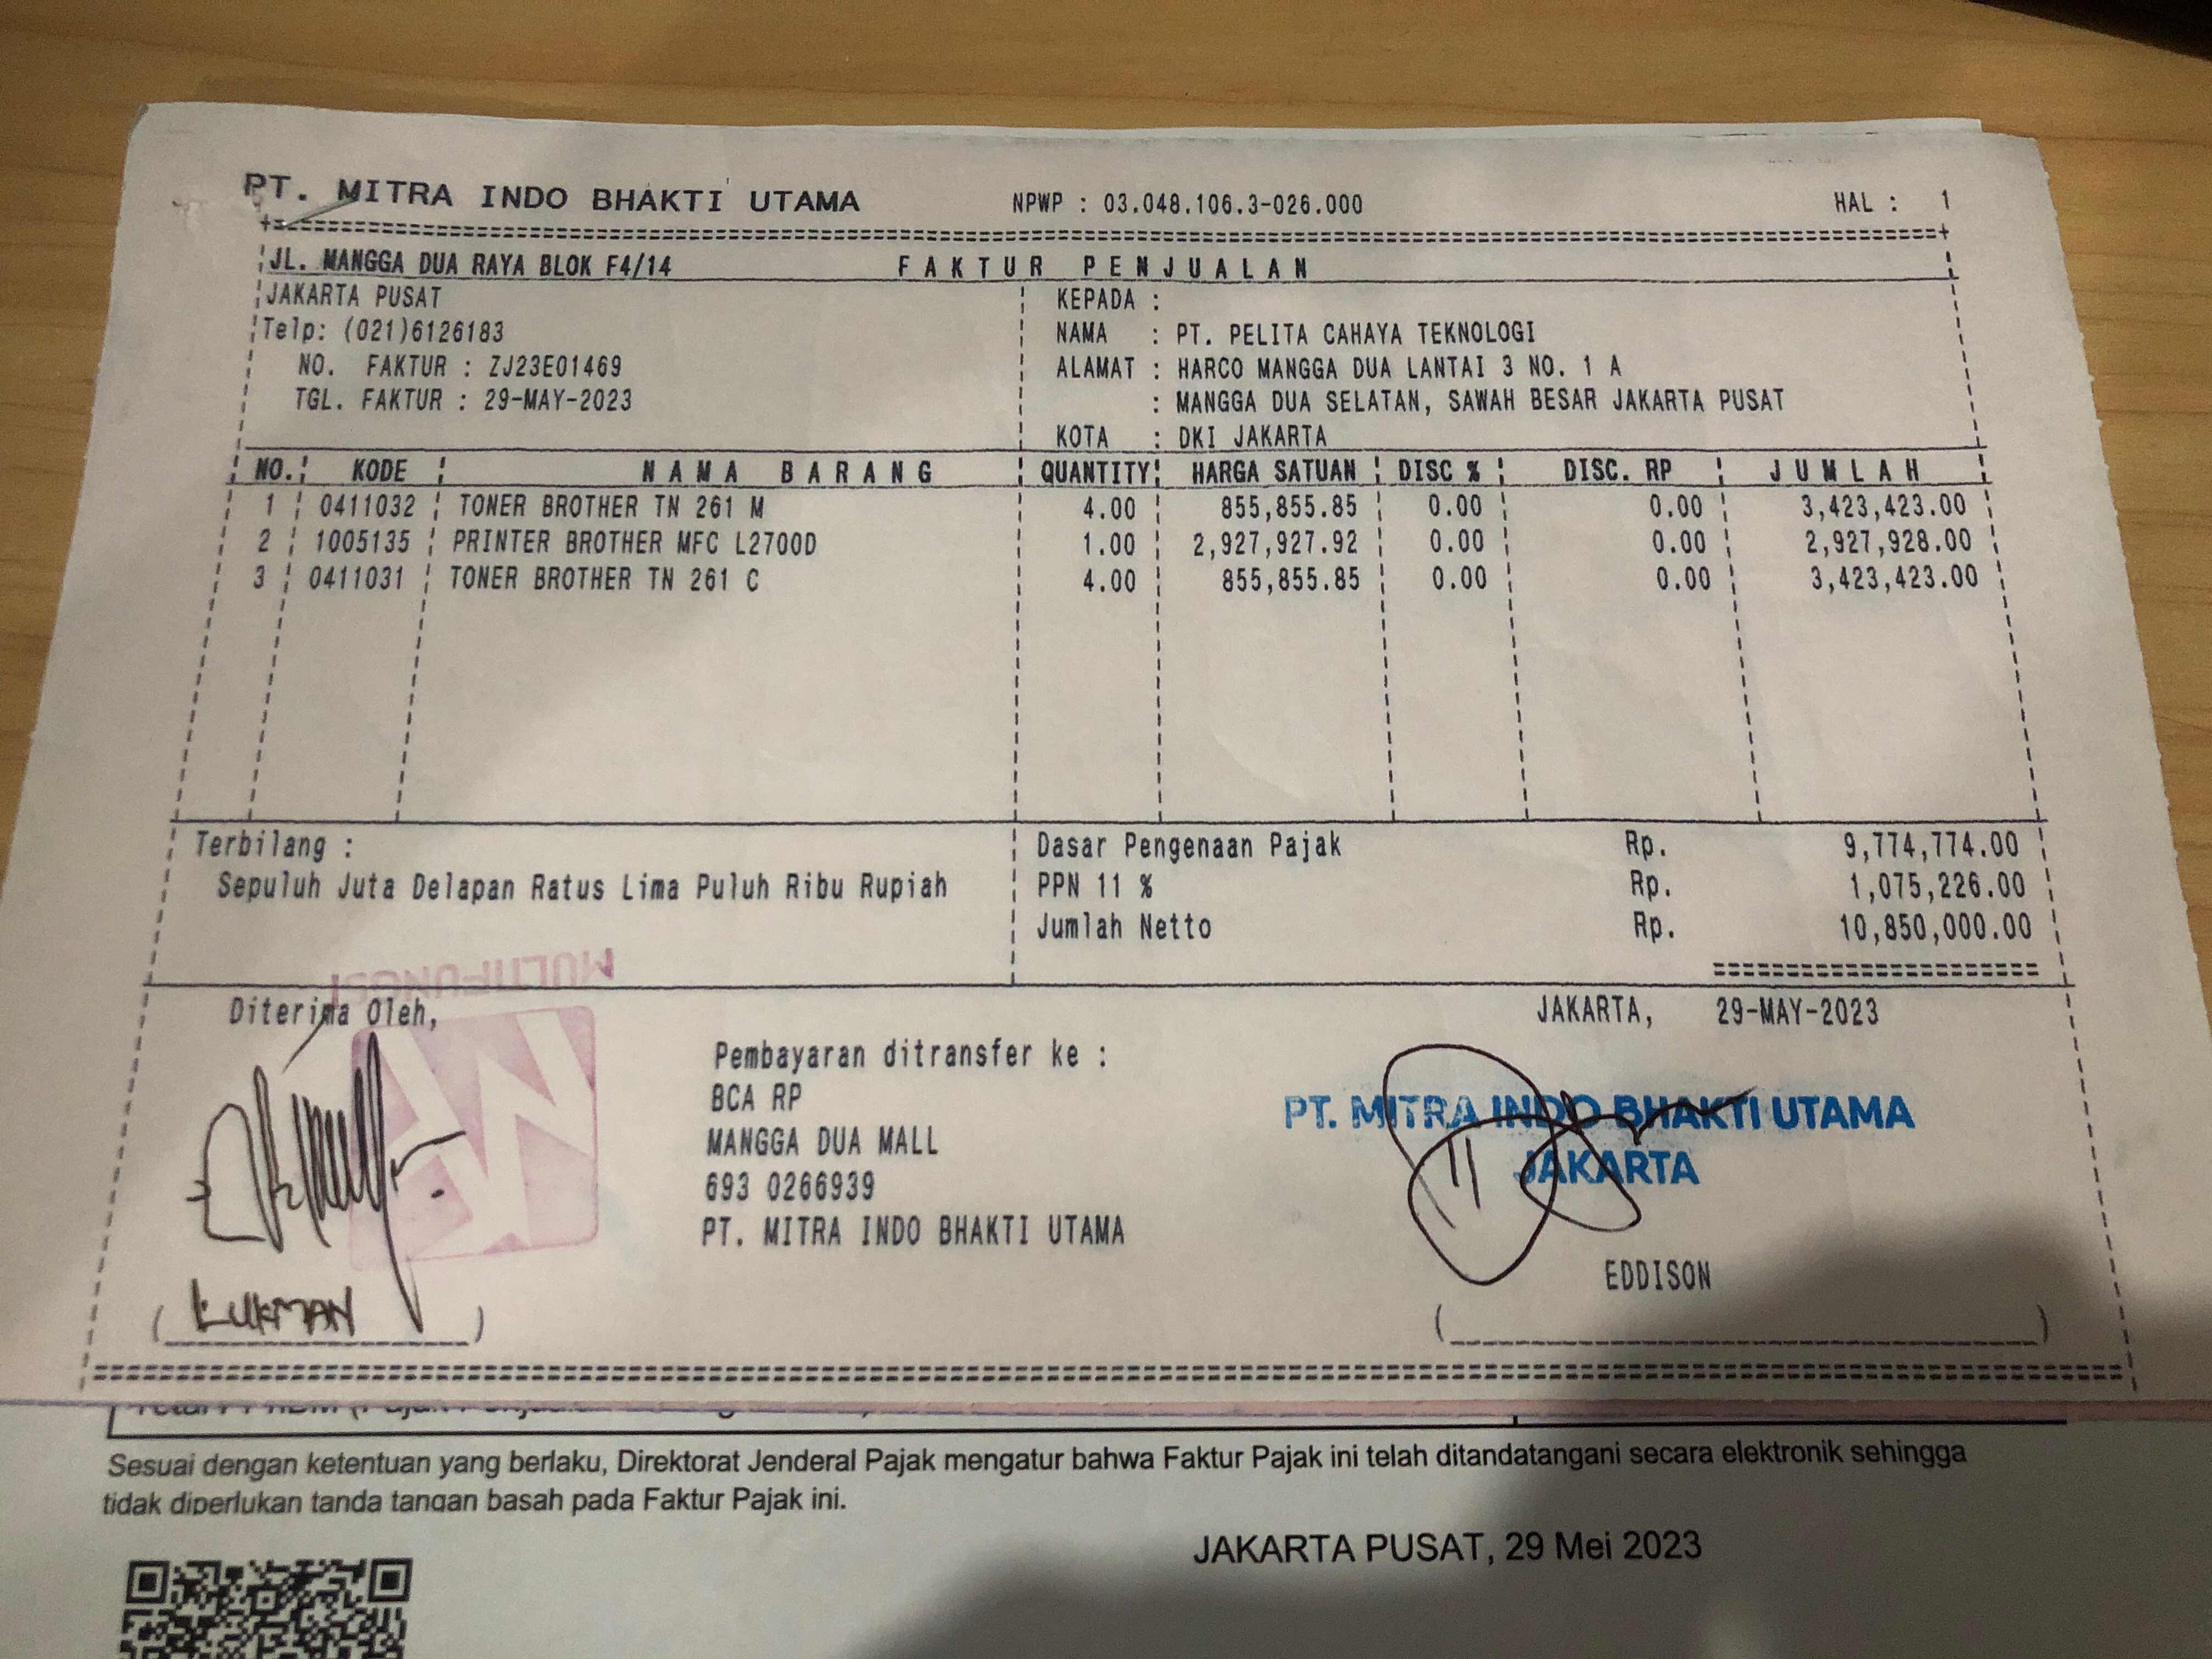 PT. MITRA INDO BHAKTI UTAMA NPWP : 03.048.106.3-026.000 HAL : 1
JL. MANGGA DUA RAYA BLOK F4/14 FAKTUR PENJUALAN
JAKARTA PUSAT KEPADA :
Telp: (021)6126183 NAMA : PT. PELITA CAHAYA TEKNOLOGI
NO. FAKTUR : ZJ23E01469 ALAMAT : HARCO MANGGA DUA LANTAI 3 NO. 1 A
TGL. FAKTUR : 29-MAY-2023 : MANGGA DUA SELATAN, SAWAH BESAR JAKARTA PUSAT
KOTA : DKI JAKARTA
NO. KODE NAMA BARANG QUANTITY HARGA SATUAN DISC % DISC. RP JUMLAH
1 0411032 TONER BROTHER TN 261 M 4.00 855,855.85 0.00 0.00 3,423,423.00
2 1005135 PRINTER BROTHER MFC L2700D 1.00 2,927,927.92 0.00 0.00 2,927,928.00
3 0411031 TONER BROTHER TN 261 C 4.00 855,855.85 0.00 0.00 3,423,423.00
Terbilang : Dasar Pengenaan Pajak Rp. 9,774,774.00
Sepuluh Juta Delapan Ratus Lima Puluh Ribu Rupiah PPN 11 % Rp. 1,075,226.00
Jumlah Netto Rp. 10,850,000.00
MULTIFUNGSI
Diterima Oleh, JAKARTA, 29-MAY-2023
Pembayaran ditransfer ke :
BCA RP
MANGGA DUA MALL
693 0266939
PT. MITRA INDO BHAKTI UTAMA
PT. MITRA INDO BHAKTI UTAMA
JAKARTA
EDDISON
(LUKMAN)
Sesuai dengan ketentuan yang berlaku, Direktorat Jenderal Pajak mengatur bahwa Faktur Pajak ini telah ditandatangani secara elektronik sehingga
tidak diperlukan tanda tangan basah pada Faktur Pajak ini.
JAKARTA PUSAT, 29 Mei 2023